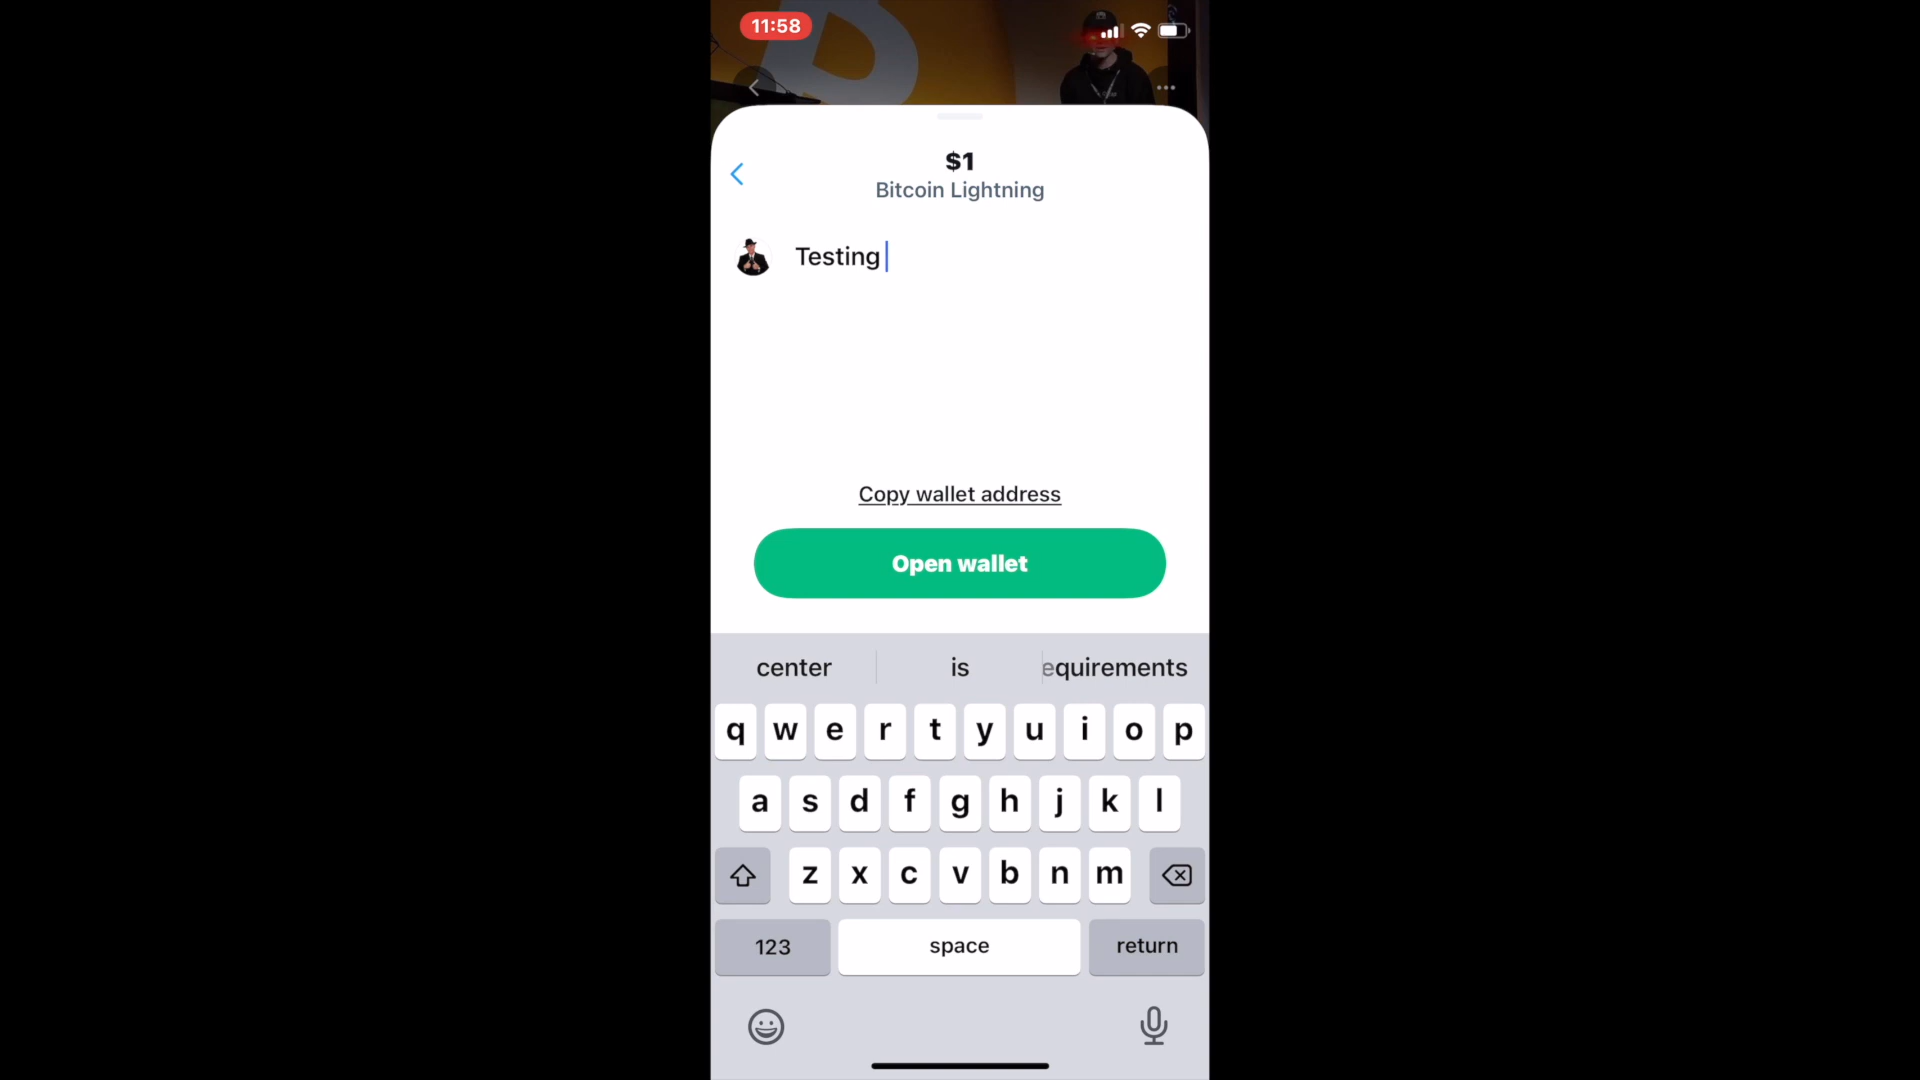 11:58
$1
Bitcoin Lightning
Testing
Copy wallet address
Open wallet
center is equirements
q w e r t y u i o p
a s d f g h j k l
z x c v b n m
123 space return